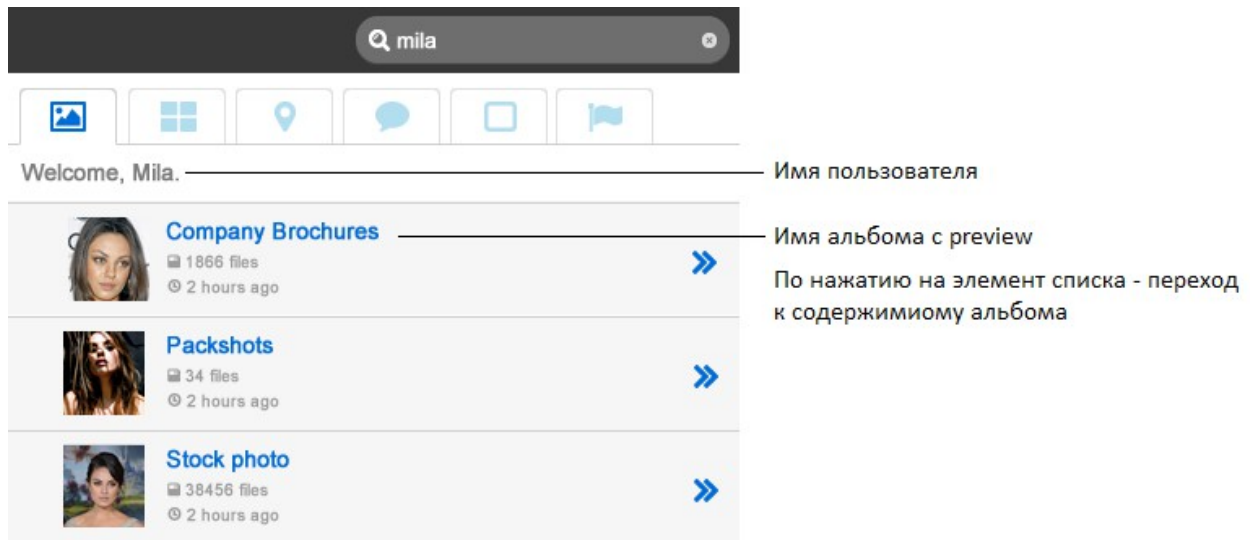 mila
Welcome, Mila.
Имя пользователя
Company Brochures
1866 files
2 hours ago
Имя альбома с preview
По нажатию на элемент списка - переход
к содержимиому альбома
Packshots
34 files
2 hours ago
Stock photo
38456 files
2 hours ago